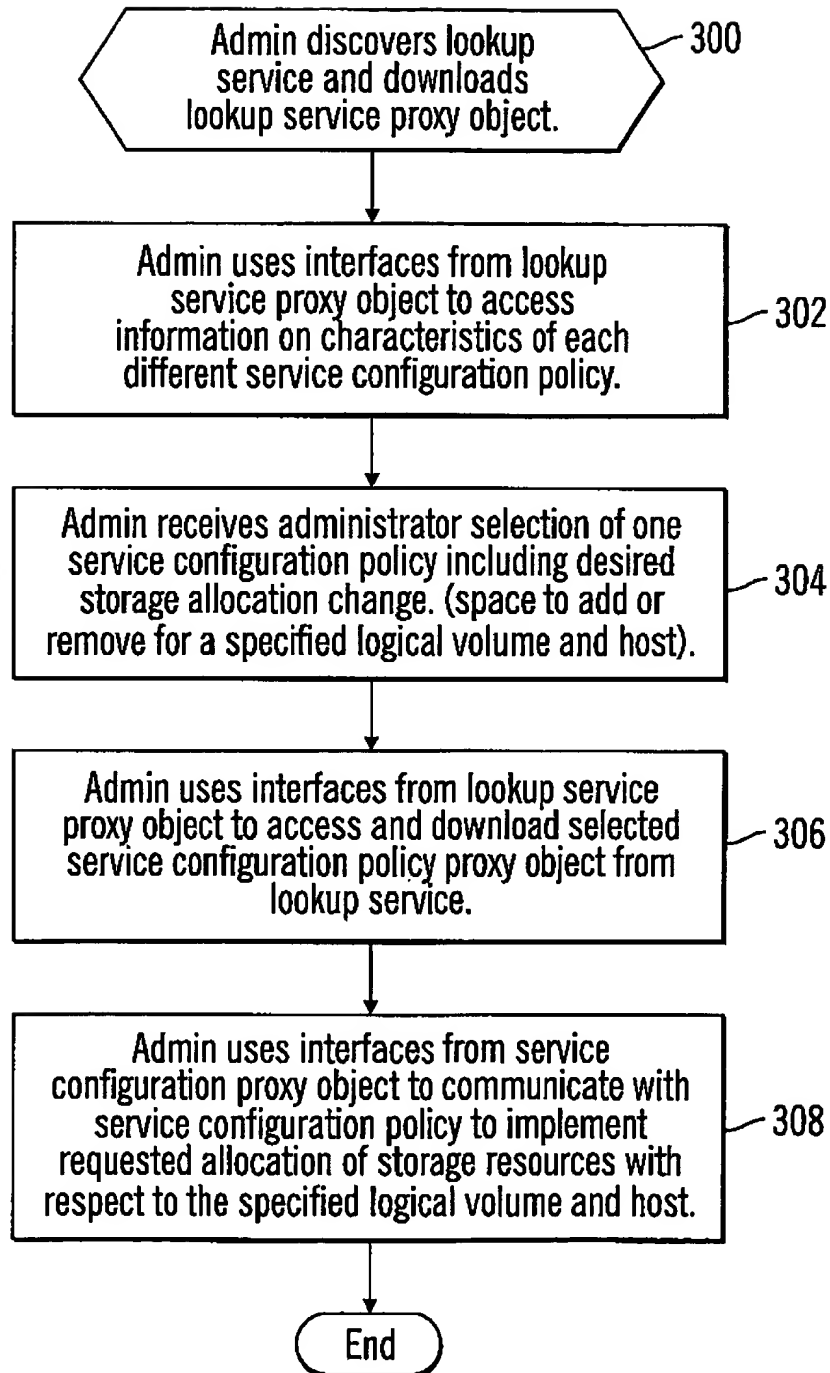 Admin discovers lookup
service and downloads
lookup service proxy object.
300
Admin uses interfaces from lookup
service proxy object to access
information on characteristics of each
different service configuration policy.
302
Admin receives administrator selection of one
service configuration policy including desired
storage allocation change. (space to add or
remove for a specified logical volume and host).
304
Admin uses interfaces from lookup service
proxy object to access and download selected
service configuration policy proxy object from
lookup service.
306
Admin uses interfaces from service
configuration proxy object to communicate with
service configuration policy to implement
requested allocation of storage resources with
respect to the specified logical volume and host.
308
End